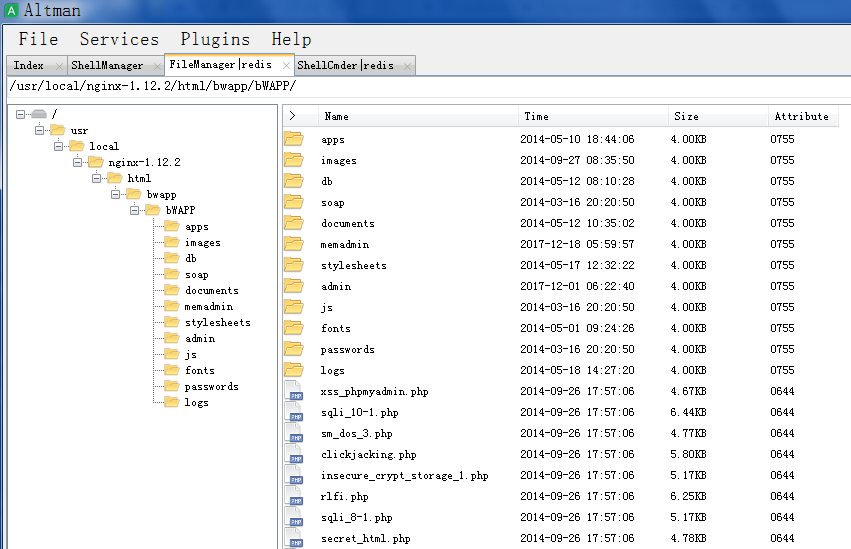 Altman
File Services Plugins Help
Index ShellManager FileManager|redis ShellCmder|redis
/usr/local/nginx-1.12.2/html/bwapp/bWAPP/
/
usr
local
nginx-1.12.2
html
bwapp
bWAPP
apps
images
db
soap
documents
memadmin
stylesheets
admin
js
fonts
passwords
logs
> Name Time Size Attribute
apps 2014-05-10 18:44:06 4.00KB 0755
images 2014-09-27 08:35:50 4.00KB 0755
db 2014-05-12 08:10:28 4.00KB 0755
soap 2014-03-16 20:20:50 4.00KB 0755
documents 2014-05-12 10:35:02 4.00KB 0755
memadmin 2017-12-18 05:59:57 4.00KB 0755
stylesheets 2014-05-17 12:32:22 4.00KB 0755
admin 2017-12-01 06:22:40 4.00KB 0755
js 2014-03-16 20:20:50 4.00KB 0755
fonts 2014-05-01 09:24:26 4.00KB 0755
passwords 2014-03-16 20:20:50 4.00KB 0755
logs 2014-05-18 14:27:20 4.00KB 0755
xss_phpmyadmin.php 2014-09-26 17:57:06 4.67KB 0644
sqli_10-1.php 2014-09-26 17:57:06 6.44KB 0644
sm_dos_3.php 2014-09-26 17:57:06 4.77KB 0644
clickjacking.php 2014-09-26 17:57:06 5.80KB 0644
insecure_crypt_storage_1.php 2014-09-26 17:57:06 5.17KB 0644
rlfi.php 2014-09-26 17:57:06 6.25KB 0644
sqli_8-1.php 2014-09-26 17:57:06 5.17KB 0644
secret_html.php 2014-09-26 17:57:06 4.78KB 0644